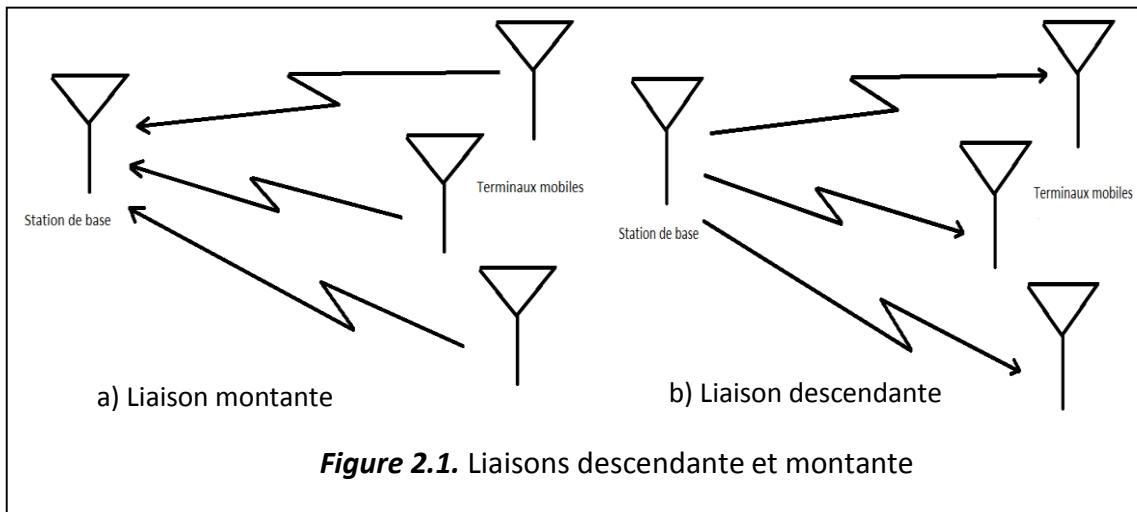 Terminaux mobiles
Station de base
a) Liaison montante
Terminaux mobiles
Station de base
b) Liaison descendante
Figure 2.1. Liaisons descendante et montante